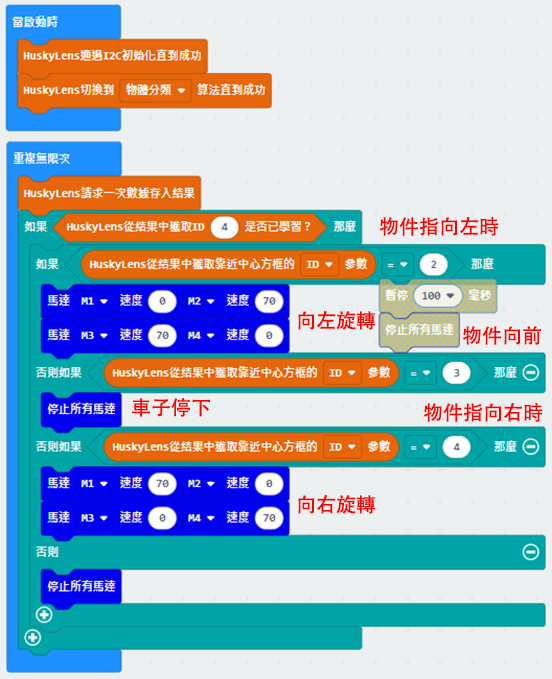 當啟動時
HuskyLens通過I2C初始化直到成功
HuskyLens切換到 物體分類 算法直到成功
重複無限次
HuskyLens請求一次數據存入結果
如果 HuskyLens從結果中獲取ID 4 是否已學習？ 那麼
物件指向左時
如果 HuskyLens從結果中獲取靠近中心方框的 ID 參數 = 2 那麼
馬達 M1 速度 0 M2 速度 70
暫停 100 毫秒
馬達 M3 速度 70 M4 速度 0
向左旋轉
停止所有馬達
物件向前
否則如果 HuskyLens從結果中獲取靠近中心方框的 ID 參數 = 3 那麼
停止所有馬達
車子停下
物件指向右時
否則如果 HuskyLens從結果中獲取靠近中心方框的 ID 參數 = 4 那麼
馬達 M1 速度 70 M2 速度 0
馬達 M3 速度 0 M4 速度 70
向右旋轉
否則
停止所有馬達